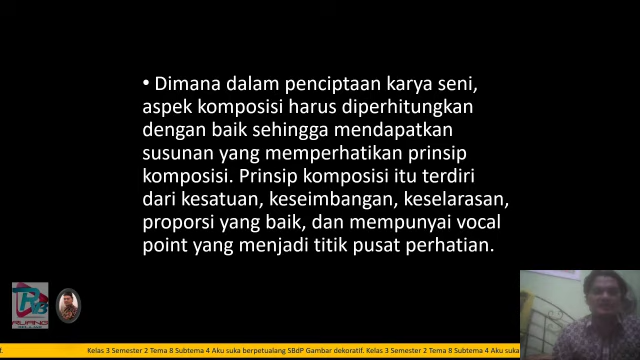 • Dimana dalam penciptaan karya seni,
aspek komposisi harus diperhitungkan
dengan baik sehingga mendapatkan
susunan yang memperhatikan prinsip
komposisi. Prinsip komposisi itu terdiri
dari kesatuan, keseimbangan, keselarasan,
proporsi yang baik, dan mempunyai vocal
point yang menjadi titik pusat perhatian.
RB
RUANG
f. Kelas 3 Semester 2 Tema 8 Subtema 4 Aku suka berpetualang SBdP Gambar dekoratif. Kelas 3 Semester 2 Tema 8 Subtema 4 Aku suka